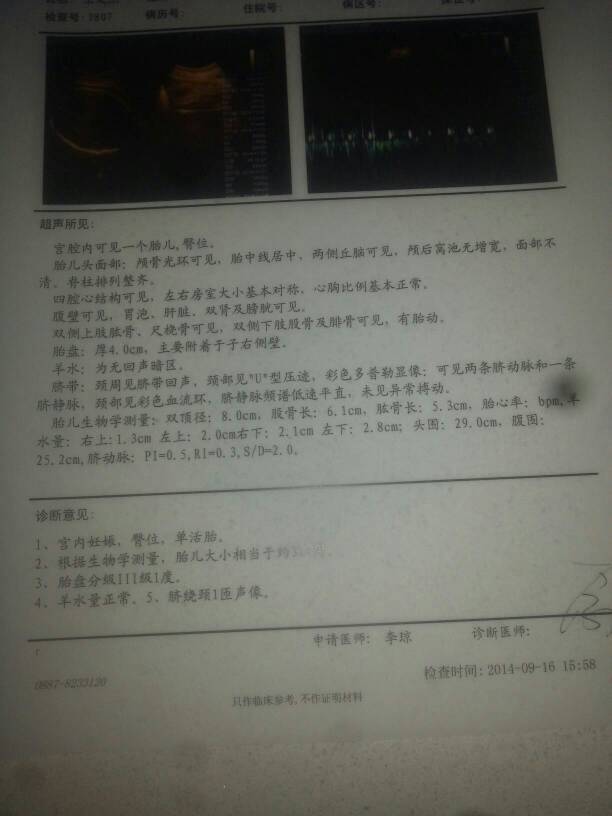 检查号:7807 病历号: 住院号: 病区号:
超声所见:
宫腔内可见一个胎儿,臀位。
胎儿头面部: 颅骨光环可见, 胎中线居中, 两侧丘脑可见, 颅后窝池无增宽, 面部不
清。脊柱排列整齐。
四腔心结构可见, 左右房室大小基本对称, 心胸比例基本正常。
腹壁可见, 胃泡、肝脏、双肾及膀胱可见。
双侧上肢肱骨、尺桡骨可见, 双侧下肢股骨及腓骨可见, 有胎动。
胎盘: 厚4.0cm, 主要附着于子右侧壁。
羊水: 为无回声暗区。
脐带: 颈周见脐带回声, 颈部见"U"型压迹, 彩色多普勒显像: 可见两条脐动脉和一条
脐静脉, 颈部见彩色血流环, 脐静脉频谱低速平直, 未见异常搏动。
胎儿生物学测量: 双顶径: 8.0cm, 股骨长: 6.1cm, 肱骨长: 5.3cm, 胎心率: bpm,羊
水量: 右上:1.3cm 左上: 2.0cm右下: 2.1cm 左下: 2.8cm; 头围: 29.0cm, 腹围:
25.2cm,脐动脉: PI=0.5,RI=0.3,S/D=2.0。
诊断意见:
1、宫内妊娠, 臀位, 单活胎。
2、根据生物学测量, 胎儿大小相当于约
3、胎盘分级III级1度。
4、羊水量正常。5、脐绕颈1匝声像。
申请医师: 李琼 诊断医师:
0887-8233120 检查时间:2014-09-16 15:58
只作临床参考,不作证明材料